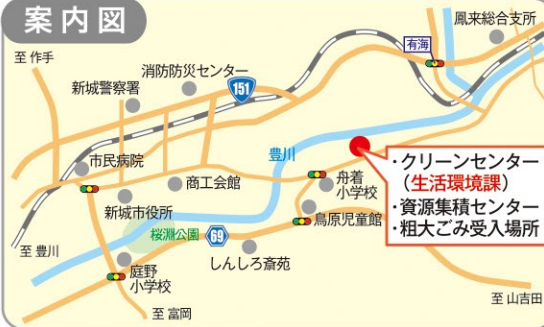 案内図
鳳来総合支所
至 作手
有海
消防防災センター
新城警察署
151
豊川
・クリーンセンター
（生活環境課）
・資源集積センター
・粗大ごみ受入場所
市民病院
商工会館
舟着
小学校
新城市役所
鳥原児童館
桜淵公園
69
至 豊川
しんしろ斎苑
庭野
小学校
至 富岡
至 山吉田